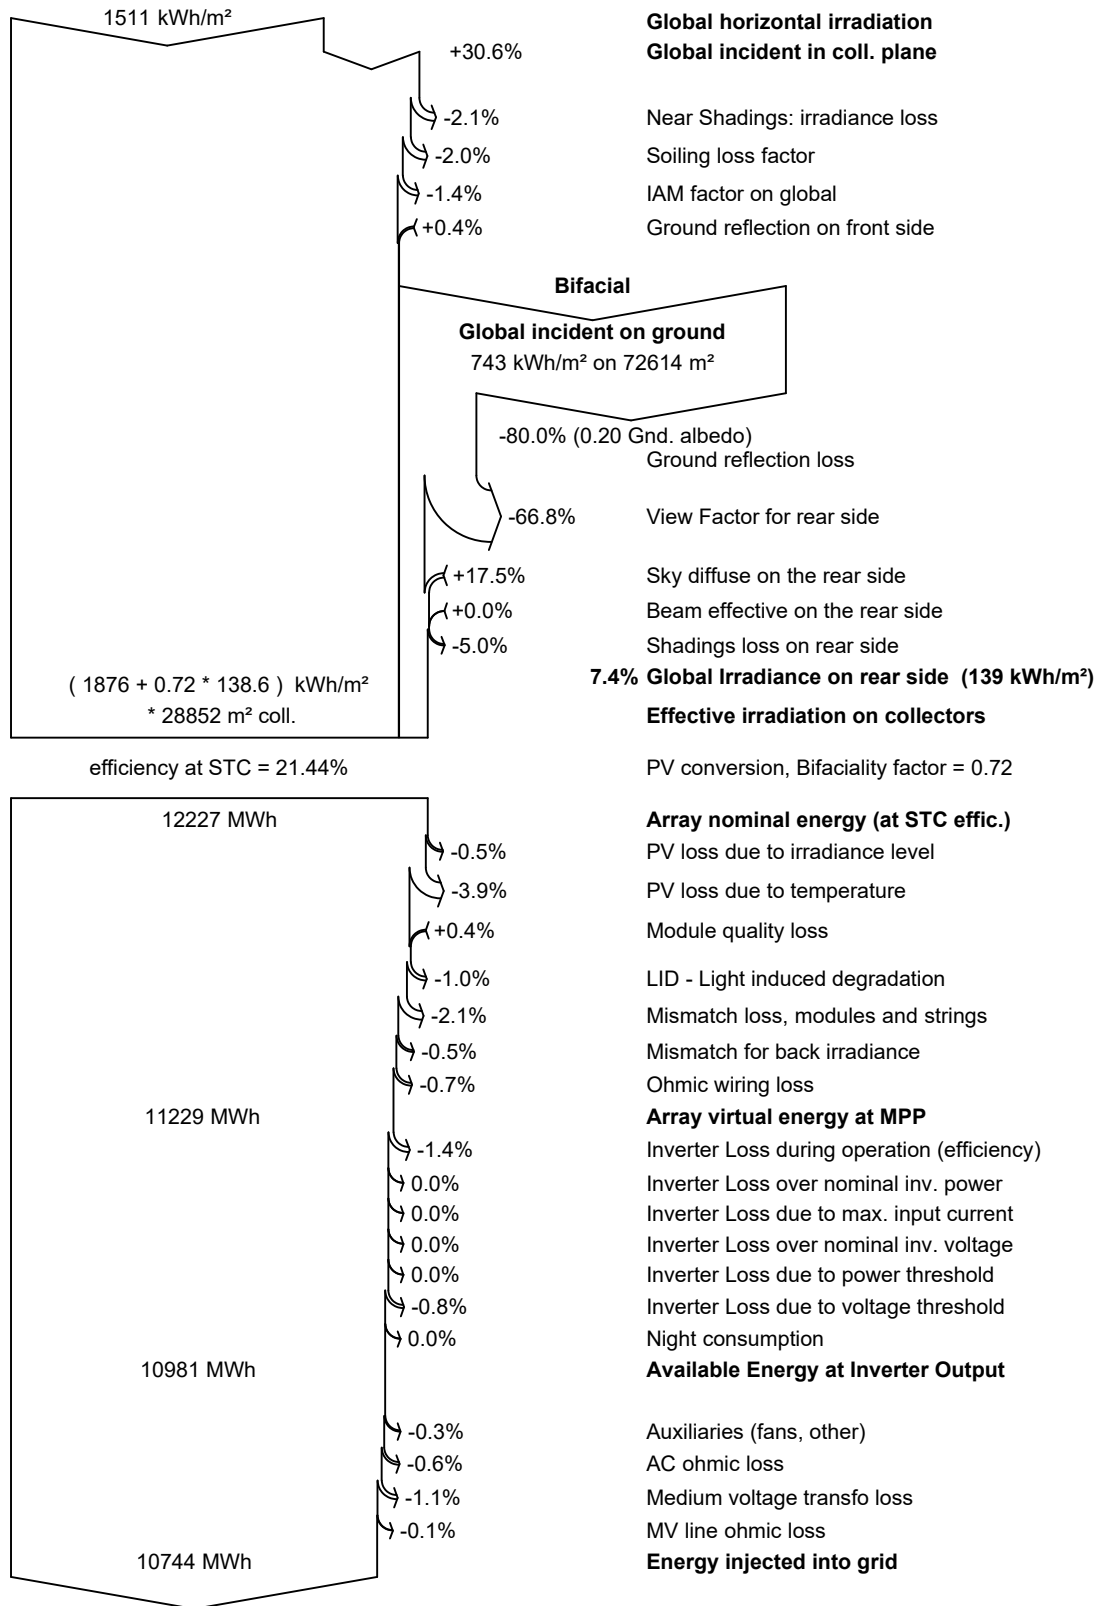 1511 kWh/m² Global horizontal irradiation
+30.6% Global incident in coll. plane
-2.1% Near Shadings: irradiance loss
-2.0% Soiling loss factor
-1.4% IAM factor on global
+0.4% Ground reflection on front side
Bifacial
Global incident on ground
743 kWh/m² on 72614 m²
-80.0% (0.20 Gnd. albedo)
Ground reflection loss
-66.8% View Factor for rear side
+17.5% Sky diffuse on the rear side
+0.0% Beam effective on the rear side
-5.0% Shadings loss on rear side
7.4% Global Irradiance on rear side (139 kWh/m²)
( 1876 + 0.72 * 138.6 ) kWh/m²
* 28852 m² coll. Effective irradiation on collectors
efficiency at STC = 21.44% PV conversion, Bifaciality factor = 0.72
12227 MWh Array nominal energy (at STC effic.)
-0.5% PV loss due to irradiance level
-3.9% PV loss due to temperature
+0.4% Module quality loss
-1.0% LID - Light induced degradation
-2.1% Mismatch loss, modules and strings
-0.5% Mismatch for back irradiance
-0.7% Ohmic wiring loss
11229 MWh Array virtual energy at MPP
-1.4% Inverter Loss during operation (efficiency)
0.0% Inverter Loss over nominal inv. power
0.0% Inverter Loss due to max. input current
0.0% Inverter Loss over nominal inv. voltage
0.0% Inverter Loss due to power threshold
-0.8% Inverter Loss due to voltage threshold
0.0% Night consumption
10981 MWh Available Energy at Inverter Output
-0.3% Auxiliaries (fans, other)
-0.6% AC ohmic loss
-1.1% Medium voltage transfo loss
-0.1% MV line ohmic loss
10744 MWh Energy injected into grid